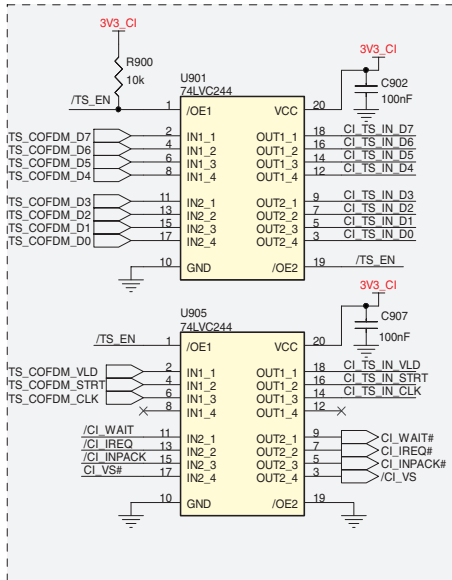 3V3_CI
3V3_CI
R900
10k
U901
74LVC244
C902
100nF
/TS_EN
1 /OE1 VCC 20
TS_COFDM_D7 2 IN1_1 OUT1_1 18 CI_TS_IN_D7
TS_COFDM_D6 4 IN1_2 OUT1_2 16 CI_TS_IN_D6
TS_COFDM_D5 6 IN1_3 OUT1_3 14 CI_TS_IN_D5
TS_COFDM_D4 8 IN1_4 OUT1_4 12 CI_TS_IN_D4
TS_COFDM_D3 11 IN2_1 OUT2_1 9 CI_TS_IN_D3
TS_COFDM_D2 13 IN2_2 OUT2_2 7 CI_TS_IN_D2
TS_COFDM_D1 15 IN2_3 OUT2_3 5 CI_TS_IN_D1
TS_COFDM_D0 17 IN2_4 OUT2_4 3 CI_TS_IN_D0
10 GND /OE2 19 /TS_EN
3V3_CI
U905
74LVC244
C907
100nF
/TS_EN 1 /OE1 VCC 20
TS_COFDM_VLD 2 IN1_1 OUT1_1 18 CI_TS_IN_VLD
TS_COFDM_STRT 4 IN1_2 OUT1_2 16 CI_TS_IN_STRT
TS_COFDM_CLK 6 IN1_3 OUT1_3 14 CI_TS_IN_CLK
8 IN1_4 OUT1_4 12
/CI_WAIT 11 IN2_1 OUT2_1 9 CI_WAIT#
/CI_IREQ 13 IN2_2 OUT2_2 7 CI_IREQ#
/CI_INPACK 15 IN2_3 OUT2_3 5 CI_INPACK#
CI_VS# 17 IN2_4 OUT2_4 3 /CI_VS
10 GND /OE2 19